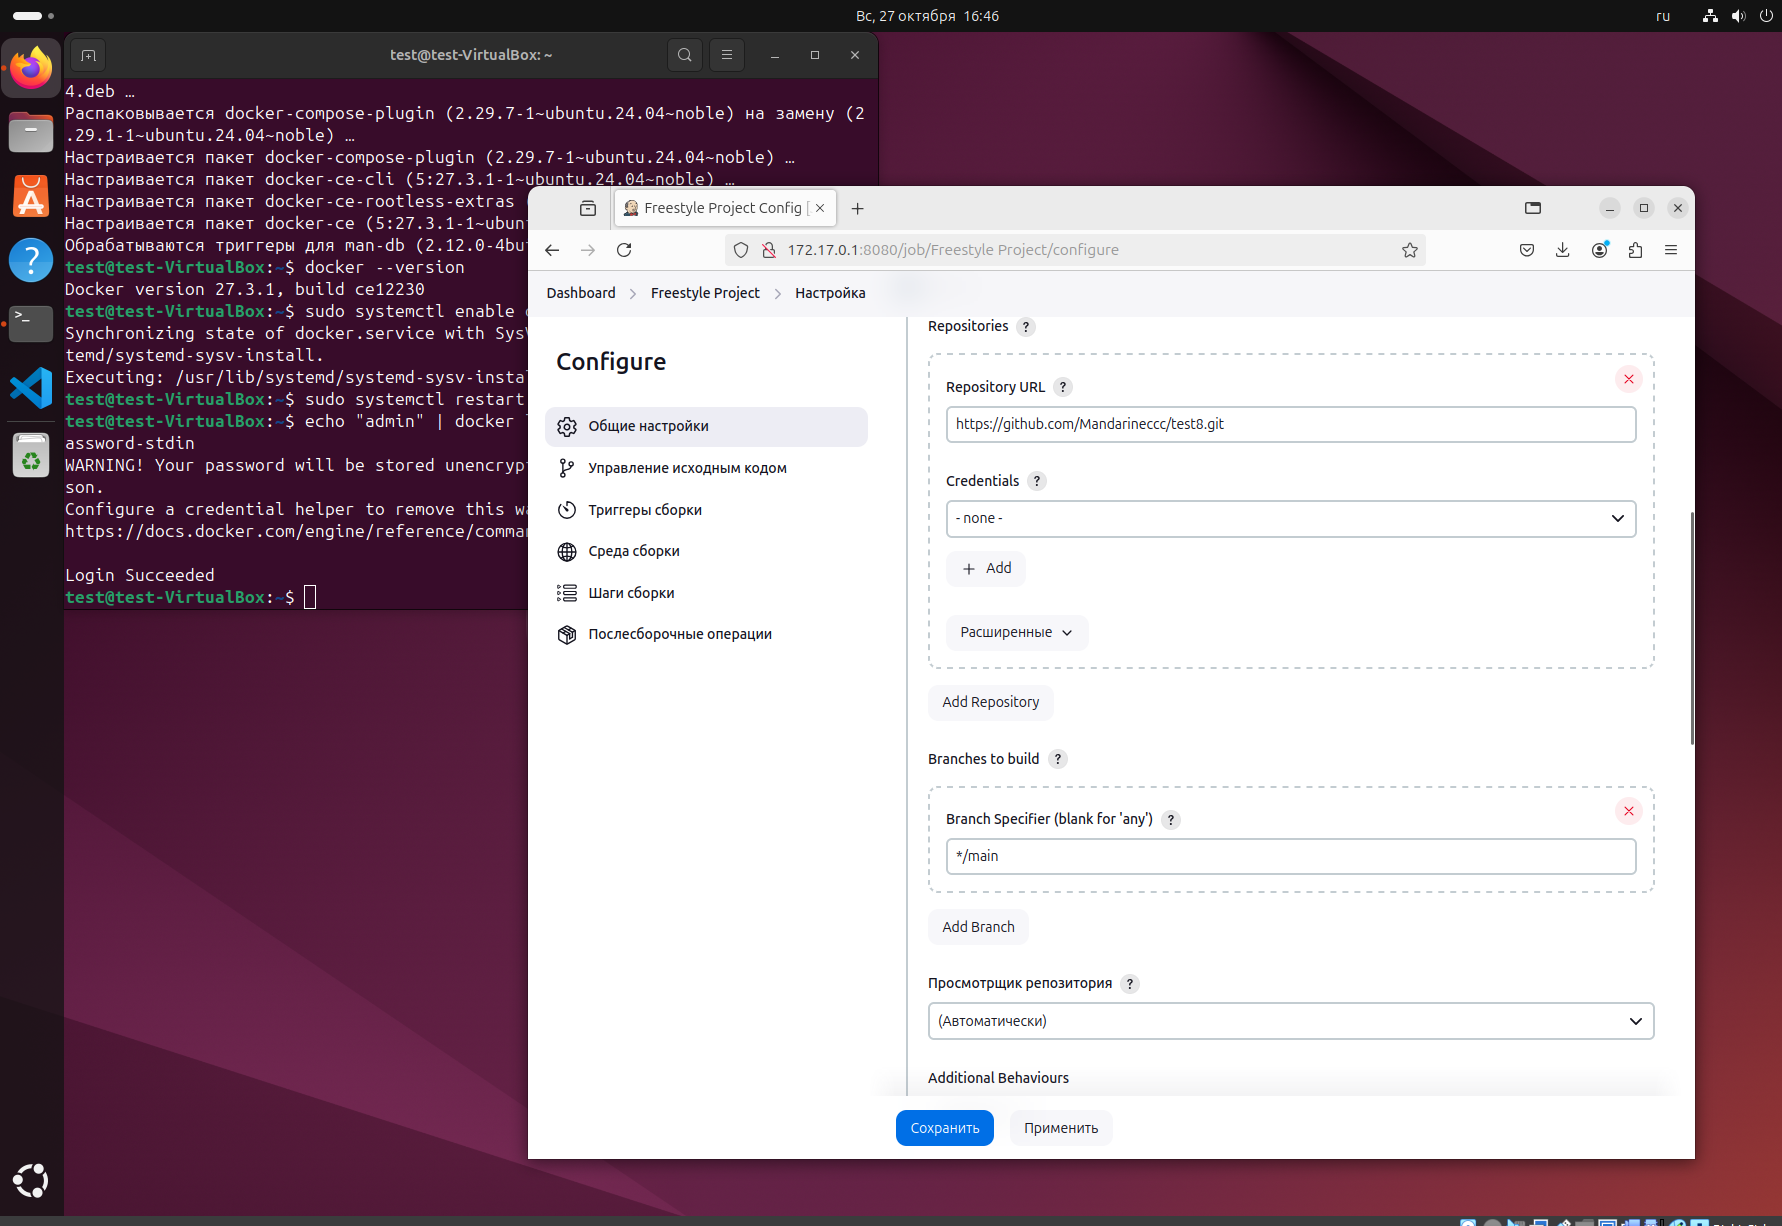 Вс, 27 октября 16:46
ru
test@test-VirtualBox: ~
4.deb …
Распаковывается docker-compose-plugin (2.29.7-1~ubuntu.24.04~noble) на замену (2
.29.1-1~ubuntu.24.04~noble) …
Настраивается пакет docker-compose-plugin (2.29.7-1~ubuntu.24.04~noble) …
Настраивается пакет docker-ce-cli (5:27.3.1-1~ubuntu.24.04~noble) …
Настраивается пакет docker-ce-rootless-extras
Настраивается пакет docker-ce (5:27.3.1-1~ubun
Обрабатываются триггеры для man-db (2.12.0-4bu
test@test-VirtualBox:~$ docker --version
Docker version 27.3.1, build ce12230
test@test-VirtualBox:~$ sudo systemctl enable
Synchronizing state of docker.service with Sys
temd/systemd-sysv-install.
Executing: /usr/lib/systemd/systemd-sysv-instal
test@test-VirtualBox:~$ sudo systemctl restart
test@test-VirtualBox:~$ echo "admin" | docker
assword-stdin
WARNING! Your password will be stored unencryp
son.
Configure a credential helper to remove this wa
https://docs.docker.com/engine/reference/comman
Login Succeeded
test@test-VirtualBox:~$
Freestyle Project Config [
172.17.0.1:8080/job/Freestyle Project/configure
Dashboard
Freestyle Project
Настройка
Configure
Общие настройки
Управление исходным кодом
Триггеры сборки
Среда сборки
Шаги сборки
Послесборочные операции
Repositories ?
Repository URL ?
https://github.com/Mandarineccc/test8.git
Credentials ?
- none -
+ Add
Расширенные
Add Repository
Branches to build ?
Branch Specifier (blank for 'any') ?
*/main
Add Branch
Просмотрщик репозитория ?
(Автоматически)
Additional Behaviours
Сохранить
Применить